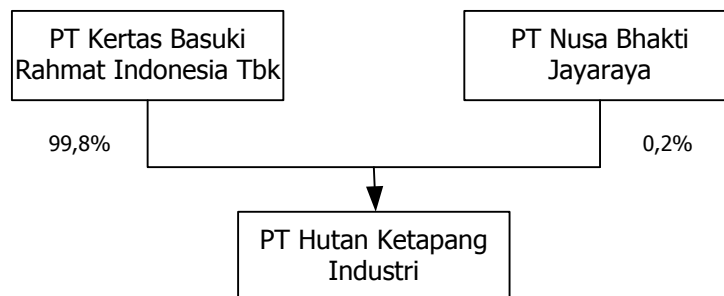 PT Kertas Basuki
Rahmat Indonesia Tbk
PT Nusa Bhakti
Jayaraya
99,8%
0,2%
PT Hutan Ketapang
Industri